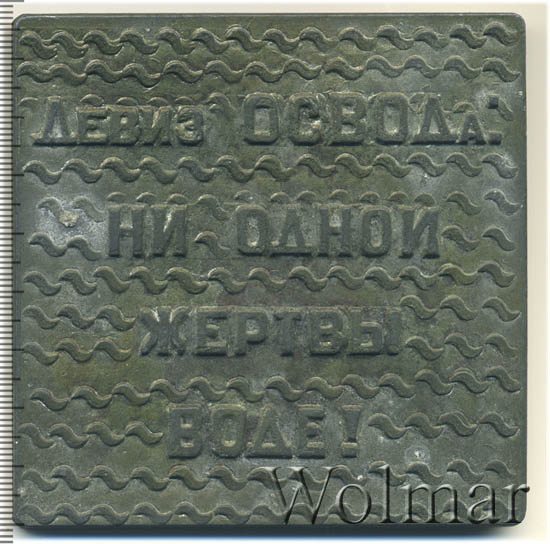 ДЕВИЗ ОСВОДА:
НИ ОДНОЙ
ЖЕРТВЫ
ВОДЕ!
Wolmar